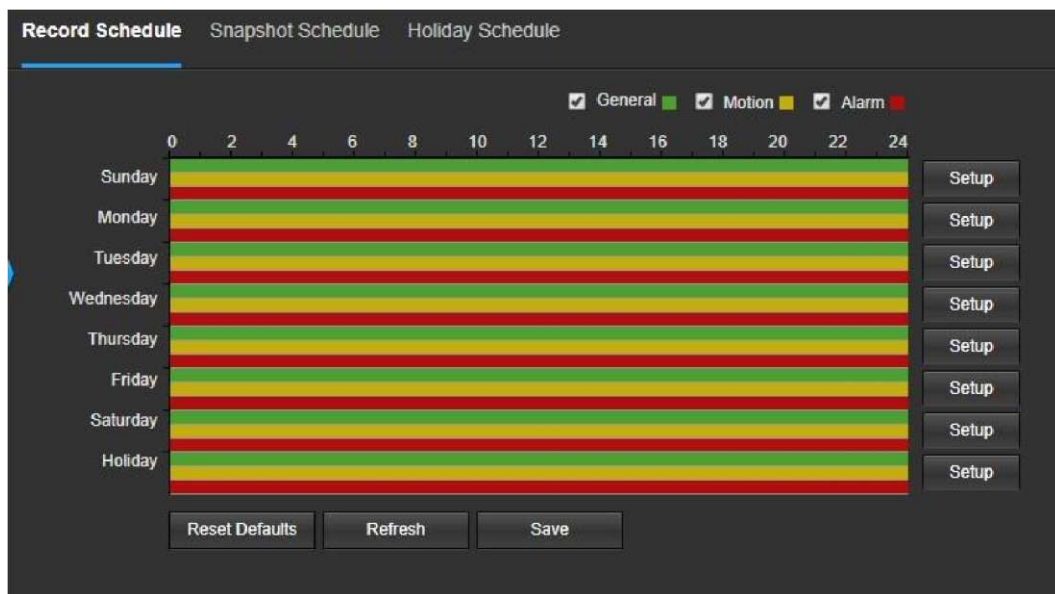 Record Schedule Snapshot Schedule Holiday Schedule
General Motion Alarm
0 2 4 6 8 10 12 14 16 18 20 22 24
Sunday Setup
Monday Setup
Tuesday Setup
Wednesday Setup
Thursday Setup
Friday Setup
Saturday Setup
Holiday Setup
Reset Defaults Refresh Save